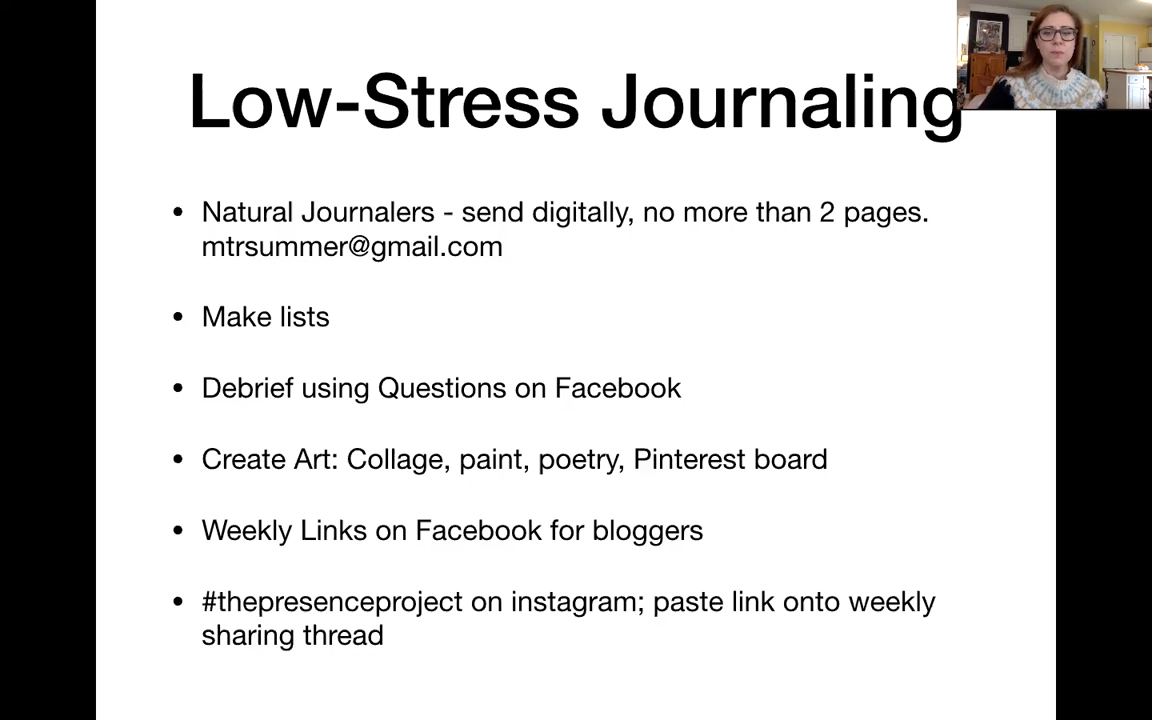 Low-Stress Journaling
• Natural Journalers - send digitally, no more than 2 pages.
mtrsummer@gmail.com
• Make lists
• Debrief using Questions on Facebook
• Create Art: Collage, paint, poetry, Pinterest board
• Weekly Links on Facebook for bloggers
• #thepresenceproject on instagram; paste link onto weekly
sharing thread